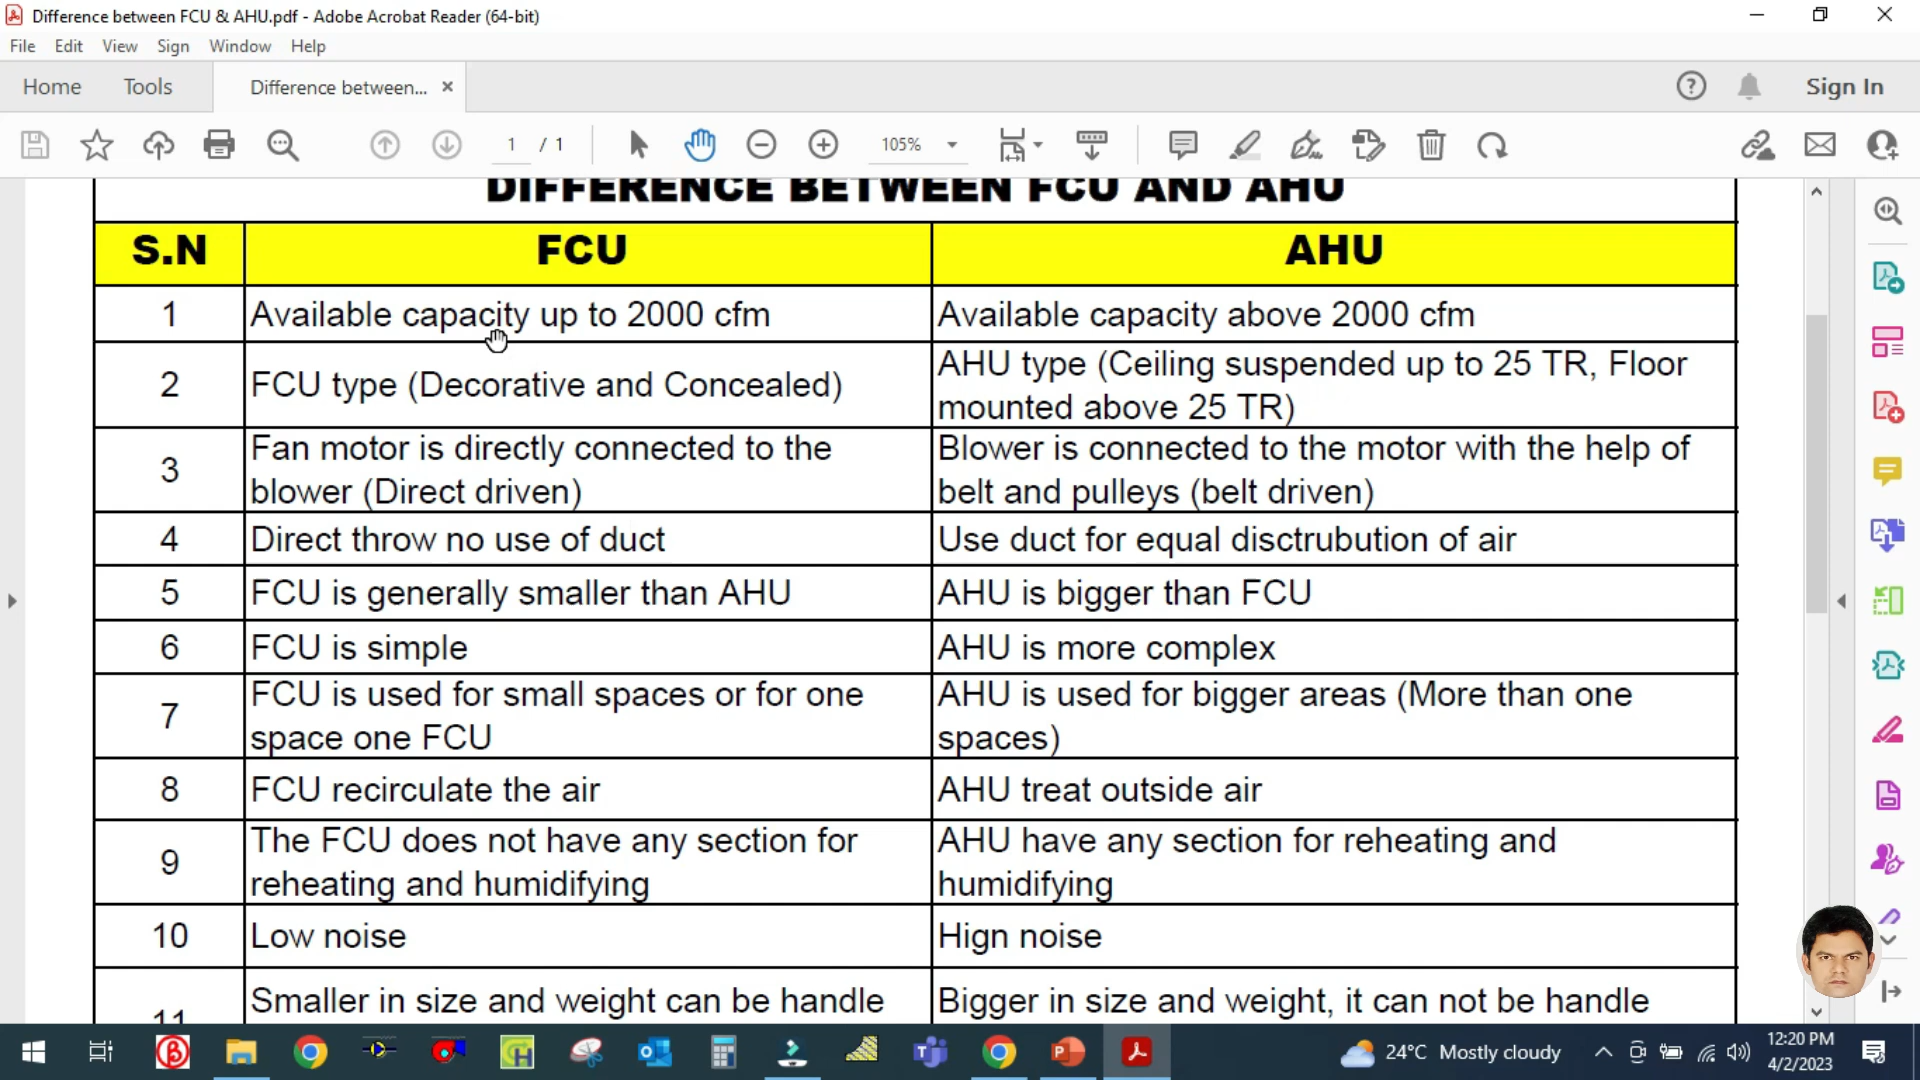 Difference between FCU & AHU.pdf - Adobe Acrobat Reader (64-bit)
File Edit View Sign Window Help
Home Tools Difference between... × Sign In
1 / 1 105%
DIFFERENCE BETWEEN FCU AND AHU
S.N FCU AHU
1 Available capacity up to 2000 cfm Available capacity above 2000 cfm
2 FCU type (Decorative and Concealed) AHU type (Ceiling suspended up to 25 TR, Floor
mounted above 25 TR)
3 Fan motor is directly connected to the Blower is connected to the motor with the help of
blower (Direct driven) belt and pulleys (belt driven)
4 Direct throw no use of duct Use duct for equal disctrubution of air
5 FCU is generally smaller than AHU AHU is bigger than FCU
6 FCU is simple AHU is more complex
7 FCU is used for small spaces or for one AHU is used for bigger areas (More than one
space one FCU spaces)
8 FCU recirculate the air AHU treat outside air
9 The FCU does not have any section for AHU have any section for reheating and
reheating and humidifying humidifying
10 Low noise Hign noise
11 Smaller in size and weight can be handle Bigger in size and weight, it can not be handle
24°C Mostly cloudy 12:20 PM
4/2/2023